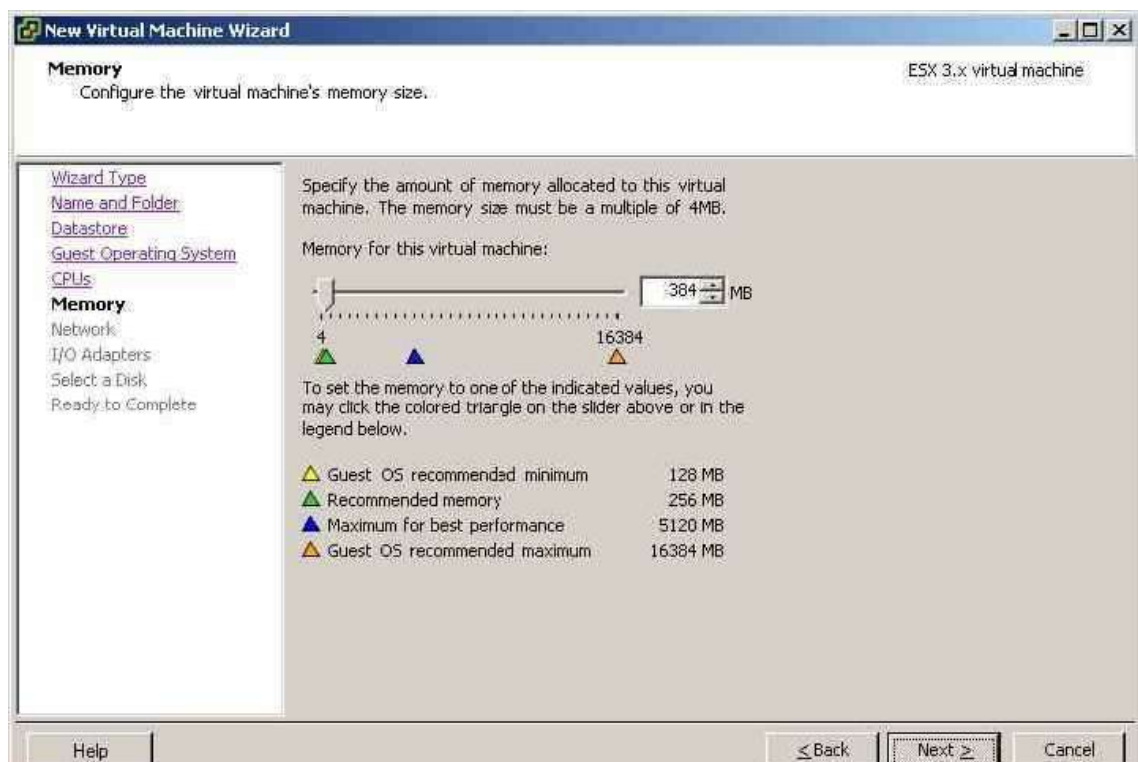 New Virtual Machine Wizard
Memory
ESX 3.x virtual machine
Configure the virtual machine's memory size.
Wizard Type
Name and Folder
Datastore
Guest Operating System
CPUs
Memory
Network
I/O Adapters
Select a Disk
Ready to Complete
Specify the amount of memory allocated to this virtual
machine. The memory size must be a multiple of 4MB.
Memory for this virtual machine:
384 MB
4 16384
To set the memory to one of the indicated values, you
may click the colored triangle on the slider above or in the
legend below.
Guest OS recommended minimum 128 MB
Recommended memory 256 MB
Maximum for best performance 5120 MB
Guest OS recommended maximum 16384 MB
Help
< Back
Next >
Cancel